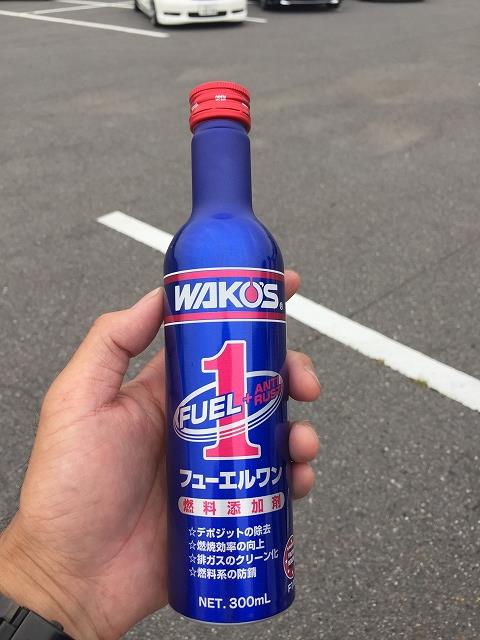 WAKO'S®
1
FUEL + ANTI RUST
フューエルワン
燃料添加剤
☆デポジットの除去
☆燃焼効率の向上
☆排ガスのクリーン化
☆燃料系の防錆
NET. 300mL